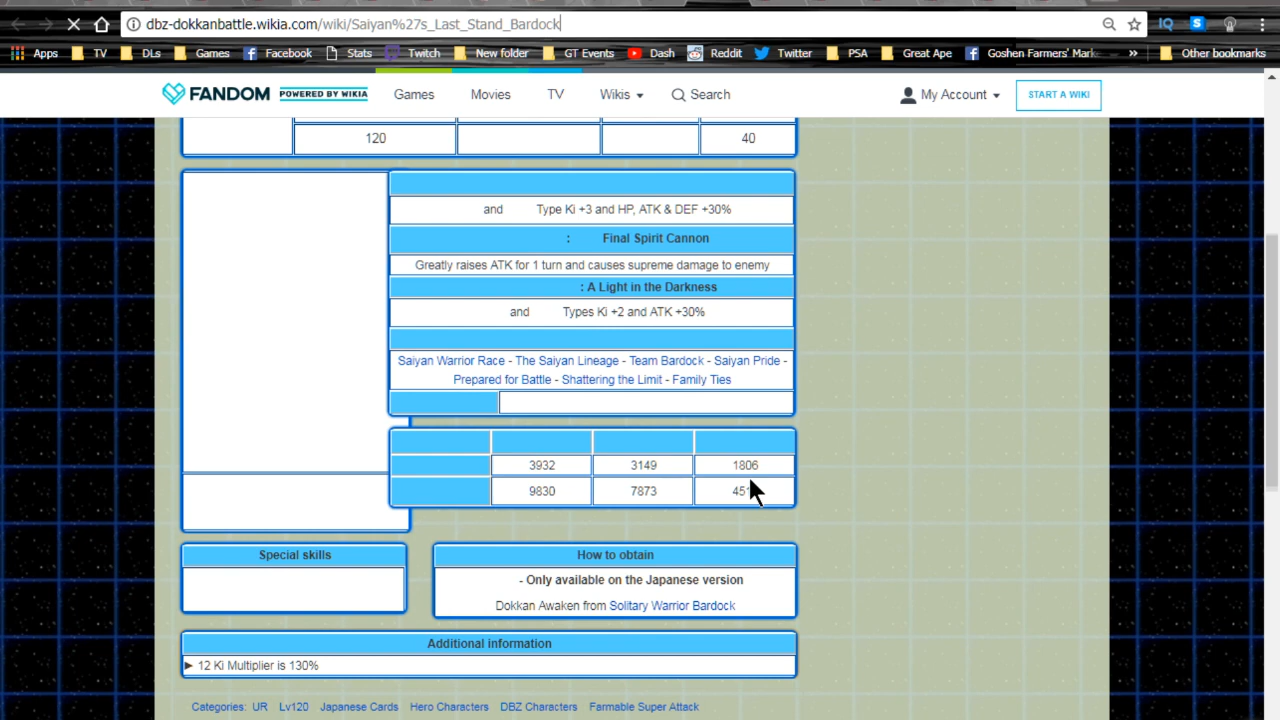 dbz-dokkanbattle.wikia.com/wiki/Saiyan%27s_Last_Stand_Bardock
IQ S
Apps TV DLs Games Facebook Stats Twitch New folder GT Events Dash Reddit Twitter PSA Great Ape Goshen Farmers' Mark » Other bookmarks
FANDOM POWERED BY WIKIA Games Movies TV Wikis Search My Account START A WIKI
120 40
and Type Ki +3 and HP, ATK & DEF +30%
: Final Spirit Cannon
Greatly raises ATK for 1 turn and causes supreme damage to enemy
: A Light in the Darkness
and Types Ki +2 and ATK +30%
Saiyan Warrior Race - The Saiyan Lineage - Team Bardock - Saiyan Pride -
Prepared for Battle - Shattering the Limit - Family Ties
3932 3149 1806
9830 7873
Special skills How to obtain
- Only available on the Japanese version
Dokkan Awaken from Solitary Warrior Bardock
Additional information
► 12 Ki Multiplier is 130%
Categories: UR Lv120 Japanese Cards Hero Characters DBZ Characters Farmable Super Attack